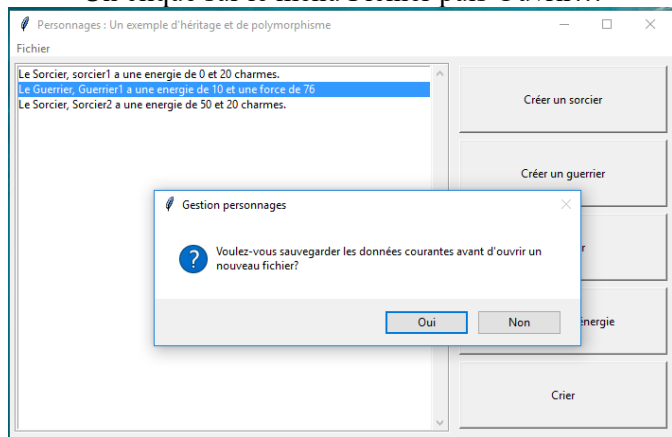 Personnages : Un exemple d'héritage et de polymorphisme
Fichier
Le Sorcier, sorcier1 a une energie de 0 et 20 charmes.
Le Guerrier, Guerrier1 a une energie de 10 et une force de 76
Le Sorcier, Sorcier2 a une energie de 50 et 20 charmes.
Créer un sorcier
Créer un guerrier
Gestion personnages
Voulez-vous sauvegarder les données courantes avant d'ouvrir un
nouveau fichier?
Oui
Non
r
énergie
Crier